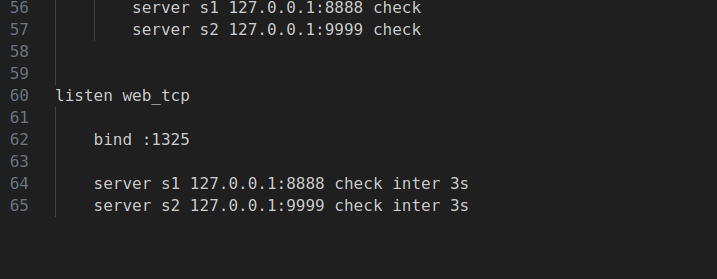 56 server s1 127.0.0.1:8888 check
57 server s2 127.0.0.1:9999 check
58
59
60 listen web_tcp
61
62 bind :1325
63
64 server s1 127.0.0.1:8888 check inter 3s
65 server s2 127.0.0.1:9999 check inter 3s